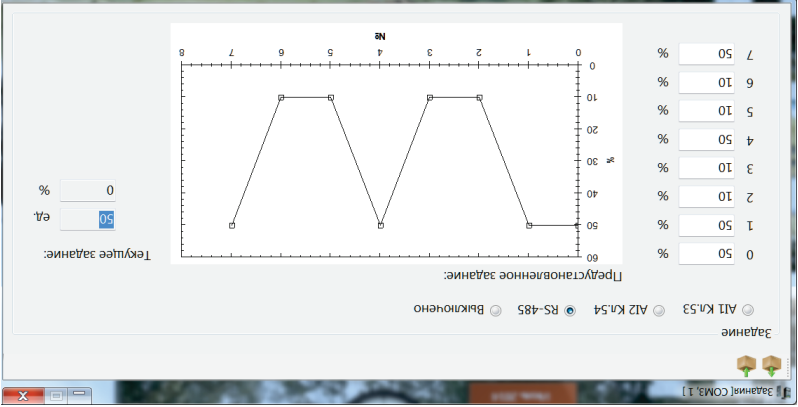 Задания[ COM3, 1 ]
Задание
AI1 Кл.53
AI2 Кл.54
RS-485
Выключено
Предустановленное задание:
0 50 %
1 50 %
2 10 %
3 10 %
4 50 %
5 10 %
6 10 %
7 50 %
60
50
40
30
20
10
0
%
0 1 2 3 4 5 6 7 8
№
Текущее задание:
50 ед.
0 %